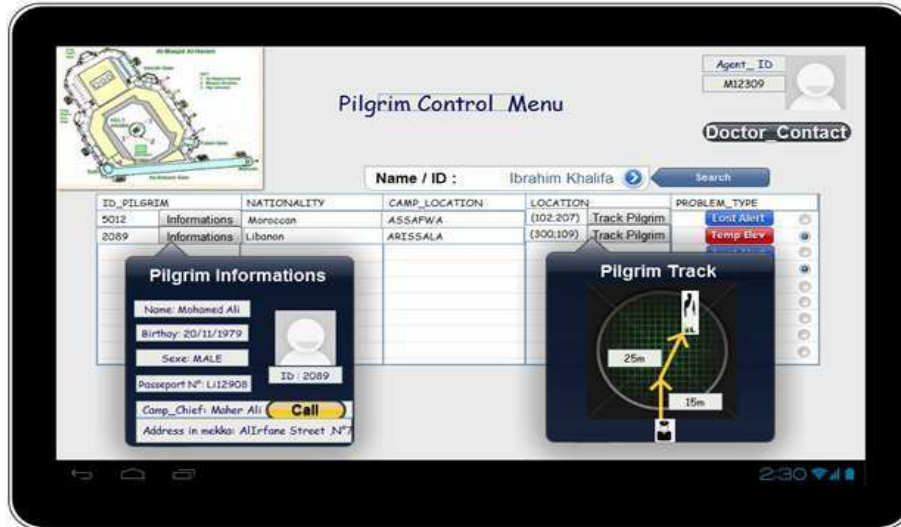 Al-Masjid Al-Haram
Agent_ ID
M12309
Pilgrim Control Menu
Doctor_Contact
Name / ID : Ibrahim Khalifa Search
ID_PILGRIM NATIONALITY CAMP_LOCATION LOCATION PROBLEM_TYPE
5012 Informations Moroccan ASSAFWA (102;207) Track Pilgrim Lost Alert
2089 Informations Libanon ARISSALA (300;109) Track Pilgrim Temp Elev
Pilgrim Informations
Name: Mohamed Ali
Birthay: 20/11/1979
Sexe: MALE
ID : 2089
Passeport N°: Li12908
Camp_Chief: Maher Ali Call
Address in mekka: AlIrfane Street ,N°7
Pilgrim Track
25m
15m
2:30